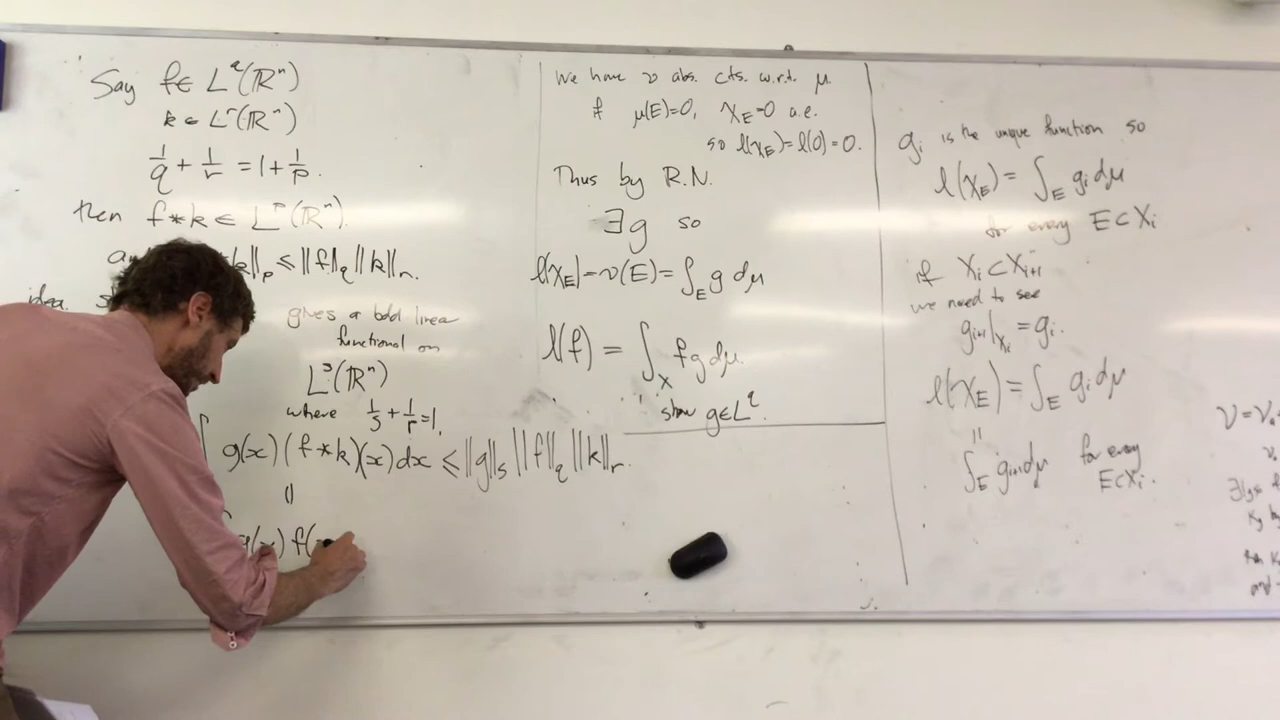 Say f∈ L^q(ℝ^n)
k∈ L^r(ℝ^n)
1/q + 1/r = 1 + 1/p.
then f*k ∈ L^p(ℝ^n).
k‖_p ≤ ‖f‖_q ‖k‖_r.
idea.
gives a bdd linear
functional on
L^s(ℝ^n)
where 1/s + 1/r = 1,
∫ g(x)(f*k)(x)dx ≤ ‖g‖_s ‖f‖_q ‖k‖_r.
=
g(x) f(
We have ν abs. cts. w.r.t. μ
if μ(E)=0, χ_E=0 a.e.
so l(χ_E)=l(0)=0.
Thus by R.N.
∃g so
l(χ_E)=ν(E)=∫_E g dμ
l(f) = ∫_X fg dμ.
show g∈L^q.
g_i is the unique function so
l(χ_E) = ∫_E g_i dμ
for every E⊂X_i
if X_i⊂X_{i+1}
we need to see
g_{i+1}|_{X_i} = g_i.
l(χ_E) = ∫_E g_i dμ
=
∫_E g_{i+1} dμ for every
E⊂X_i.